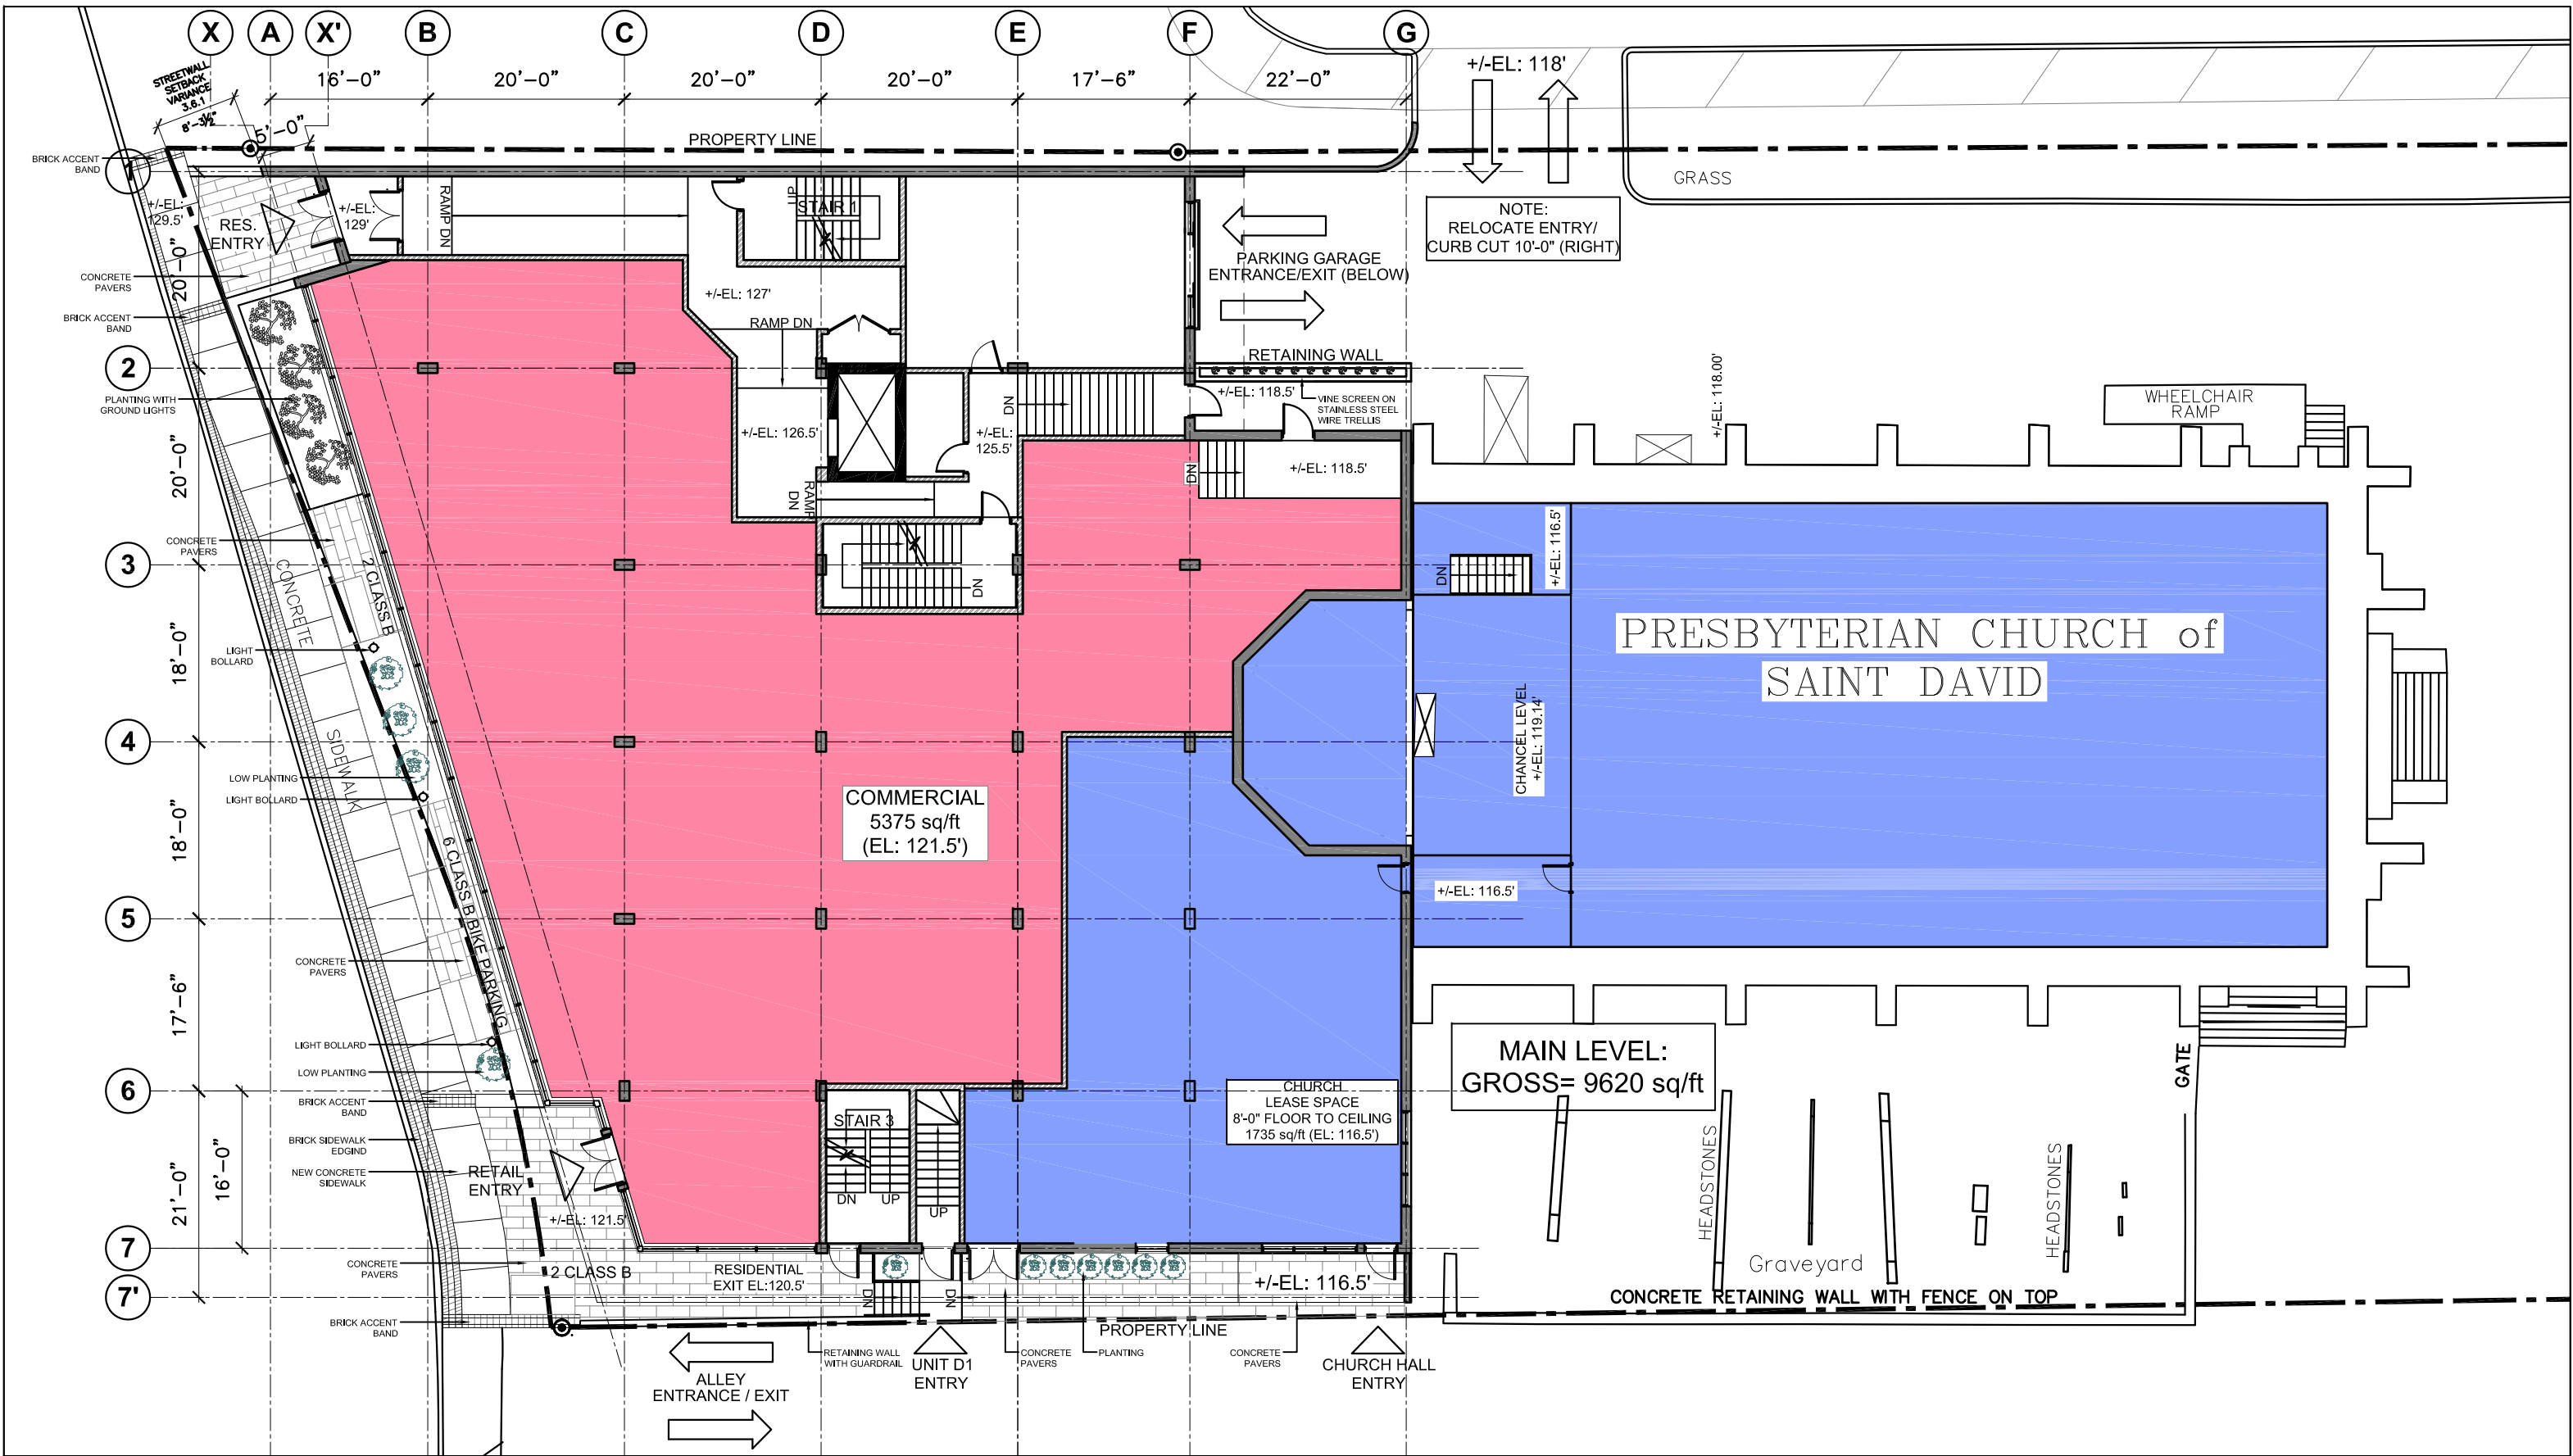 X
A
X'
B
C
D
E
F
G
16'-0"
20'-0"
20'-0"
20'-0"
17'-6"
22'-0"
+/-EL: 118'
STREETWALL
SETBACK
VARIANCE
3.6.1
8'-3½"
5'-0"
PROPERTY LINE
BRICK ACCENT
BAND
GRASS
+/-EL:
129.5'
RES.
ENTRY
+/-EL:
129'
RAMP DN
UP
STAIR 1
NOTE:
RELOCATE ENTRY/
CURB CUT 10'-0" (RIGHT)
PARKING GARAGE
ENTRANCE/EXIT (BELOW)
CONCRETE
PAVERS
20'-0"
BRICK ACCENT
BAND
+/-EL: 127'
RAMP DN
RETAINING WALL
2
PLANTING WITH
GROUND LIGHTS
+/-EL: 118.5'
VINE SCREEN ON
STAINLESS STEEL
WIRE TRELLIS
+/-EL: 118.00'
WHEELCHAIR
RAMP
DN
+/-EL: 126.5'
+/-EL:
125.5'
20'-0"
DN
+/-EL: 118.5'
RAMP
DN
CONCRETE
PAVERS
3
CONCRETE
2 CLASS B
DN
DN
+/-EL: 116.5'
PRESBYTERIAN CHURCH of
SAINT DAVID
18'-0"
LIGHT
BOLLARD
CHANCEL LEVEL
+/-EL: 119.14'
4
SIDEWALK
LOW PLANTING
LIGHT BOLLARD
COMMERCIAL
5375 sq/ft
(EL: 121.5')
18'-0"
6 CLASS B BIKE PARKING
+/-EL: 116.5'
5
CONCRETE
PAVERS
17'-6"
LIGHT BOLLARD
LOW PLANTING
MAIN LEVEL:
GROSS= 9620 sq/ft
GATE
6
BRICK ACCENT
BAND
CHURCH
LEASE SPACE
8'-0" FLOOR TO CEILING
1735 sq/ft (EL: 116.5')
STAIR 3
BRICK SIDEWALK
EDGIND
NEW CONCRETE
SIDEWALK
RETAIL
ENTRY
16'-0"
21'-0"
DN
UP
UP
HEADSTONES
HEADSTONES
+/-EL: 121.5'
7
CONCRETE
PAVERS
2 CLASS B
RESIDENTIAL
EXIT EL:120.5'
DN
DN
+/-EL: 116.5'
Graveyard
7'
CONCRETE RETAINING WALL WITH FENCE ON TOP
BRICK ACCENT
BAND
PROPERTY LINE
RETAINING WALL
WITH GUARDRAIL
UNIT D1
ENTRY
CONCRETE
PAVERS
PLANTING
CONCRETE
PAVERS
CHURCH HALL
ENTRY
ALLEY
ENTRANCE / EXIT